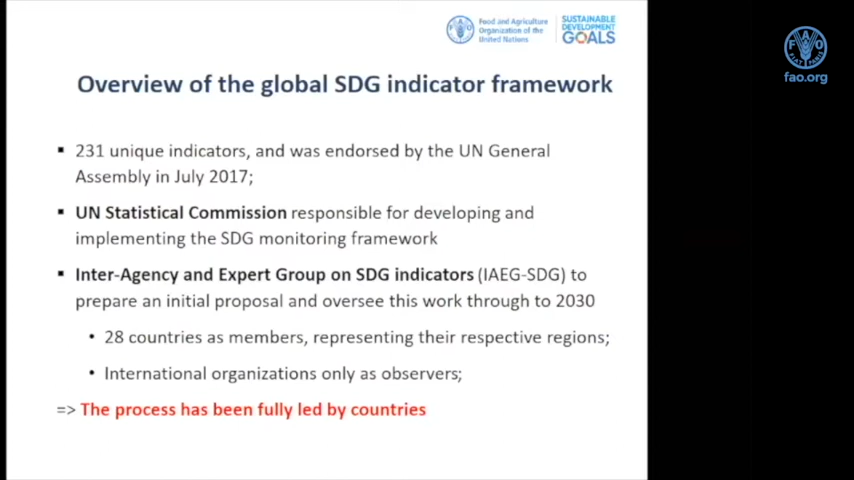 Food and Agriculture
Organization of the
United Nations
SUSTAINABLE
DEVELOPMENT
GOALS
FAO
FIAT PANIS
fao.org
Overview of the global SDG indicator framework
▪ 231 unique indicators, and was endorsed by the UN General
Assembly in July 2017;
▪ UN Statistical Commission responsible for developing and
implementing the SDG monitoring framework
▪ Inter-Agency and Expert Group on SDG indicators (IAEG-SDG) to
prepare an initial proposal and oversee this work through to 2030
• 28 countries as members, representing their respective regions;
• International organizations only as observers;
=> The process has been fully led by countries